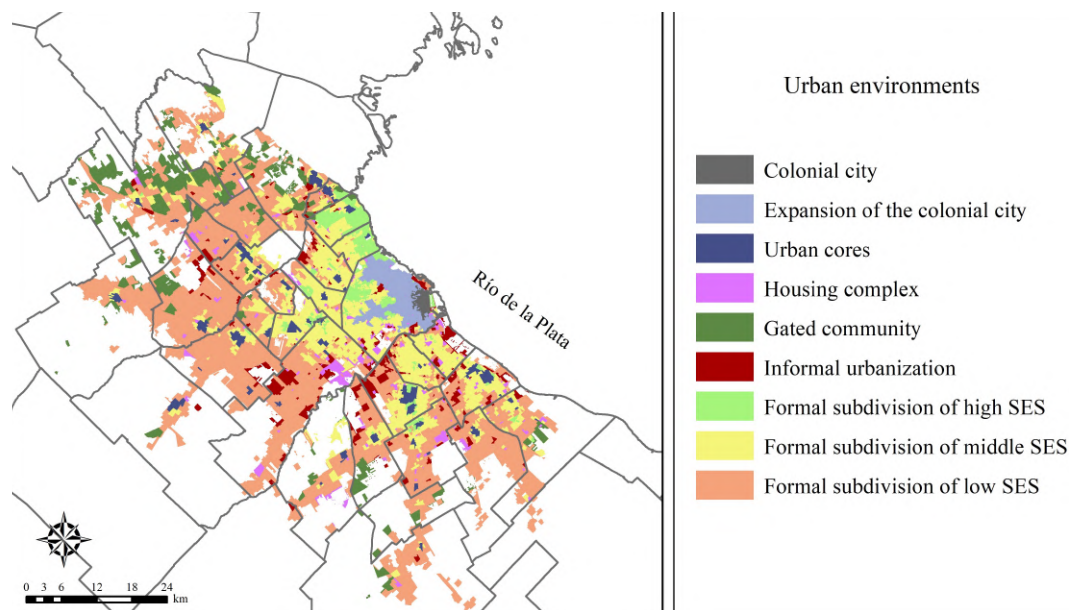 Urban environments
Colonial city
Expansion of the colonial city
Urban cores
Housing complex
Gated community
Informal urbanization
Formal subdivision of high SES
Formal subdivision of middle SES
Formal subdivision of low SES
Río de la Plata
0 3 6 12 18 24
km